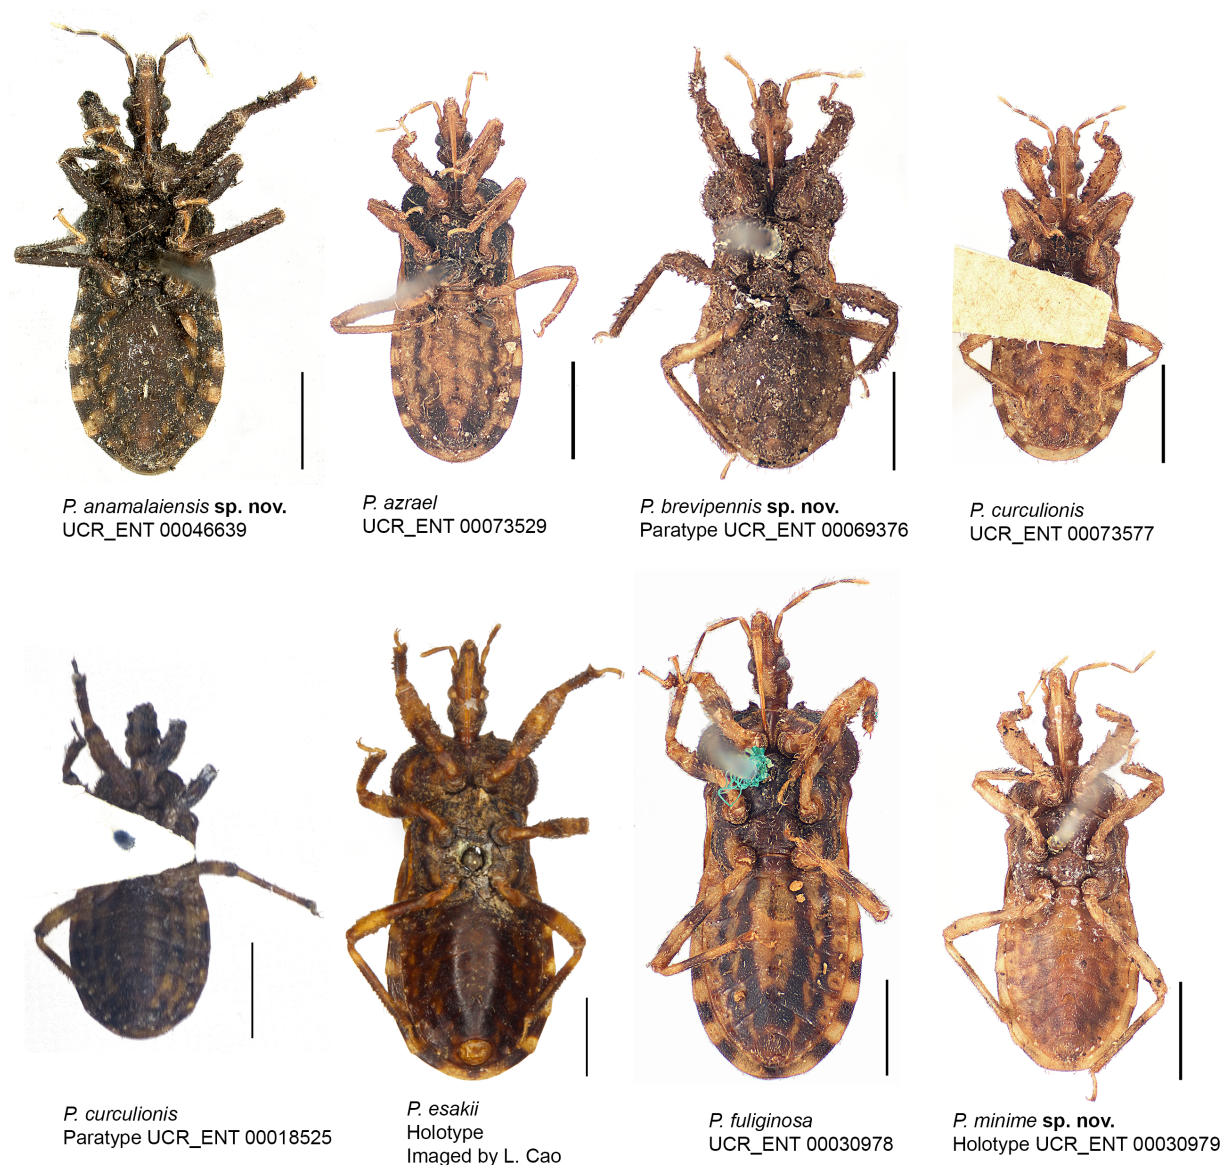 P. anamalaiensis sp. nov.
UCR_ENT 00046639
P. azrael
UCR_ENT 00073529
P. brevipennis sp. nov.
Paratype UCR_ENT 00069376
P. curculionis
UCR_ENT 00073577
P. curculionis
Paratype UCR_ENT 00018525
P. esakii
Holotype
Imaged by L. Cao
P. fuliginosa
UCR_ENT 00030978
P. minime sp. nov.
Holotype UCR_ENT 00030979